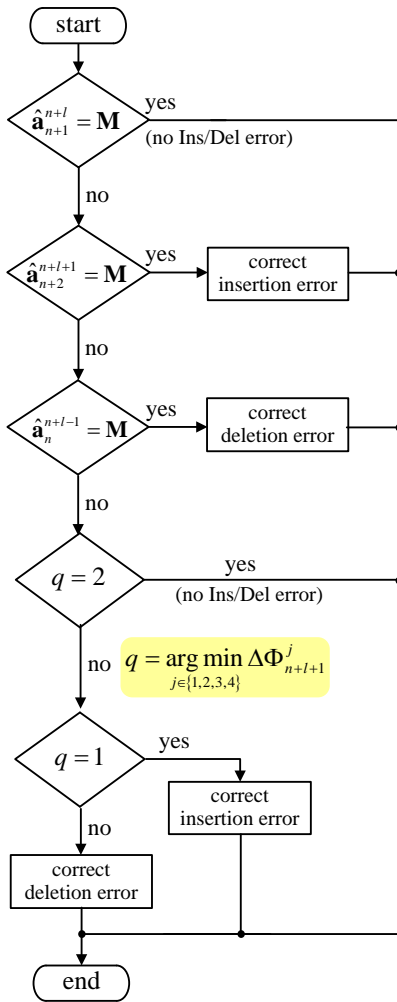 start
â_{n+1}^{n+l} = M
yes
(no Ins/Del error)
no
â_{n+2}^{n+l+1} = M
yes
correct
insertion error
no
â_n^{n+l−1} = M
yes
correct
deletion error
no
q = 2
yes
(no Ins/Del error)
no
q = arg min ΔΦ_{n+l+1}^j
j∈{1,2,3,4}
q = 1
yes
correct
insertion error
no
correct
deletion error
end